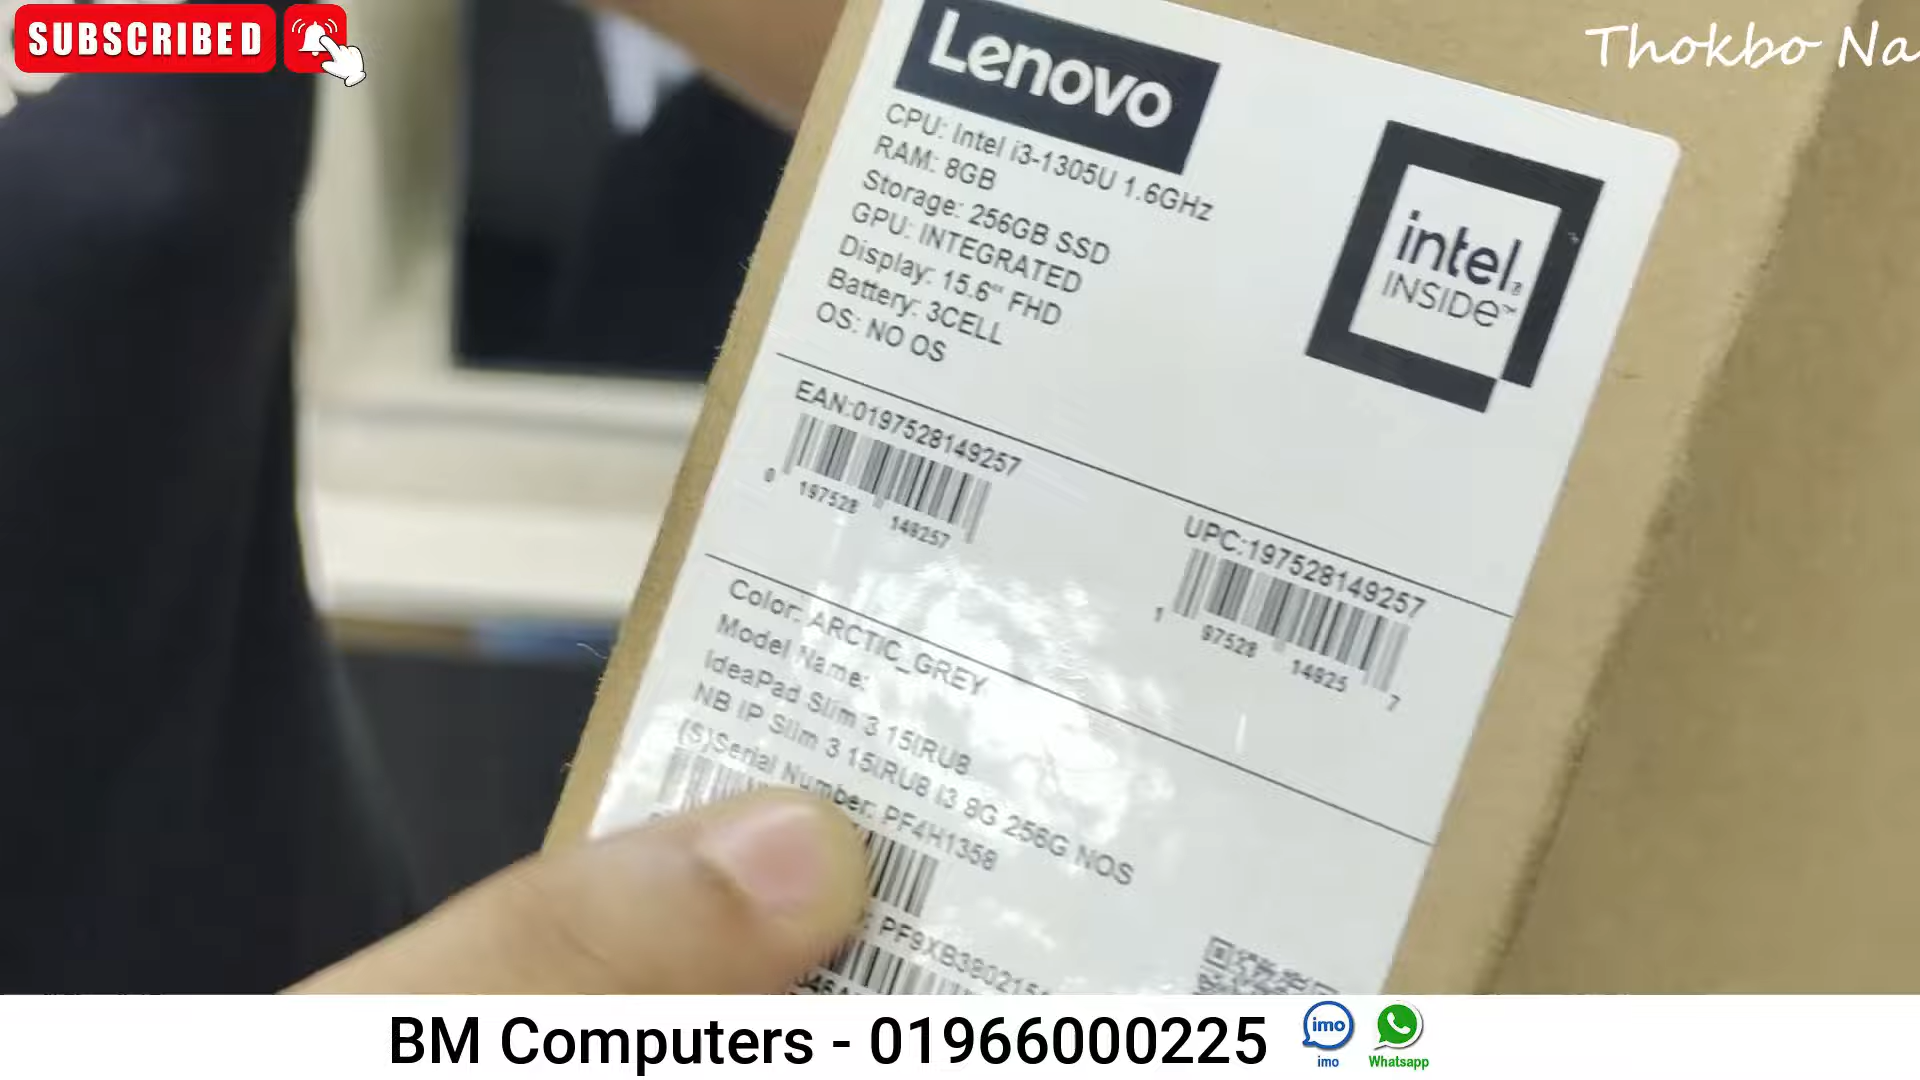 SUBSCRIBED
Thokbo Na
Lenovo
CPU: Intel i3-1305U 1.6GHz
RAM: 8GB
Storage: 256GB SSD
GPU: INTEGRATED
Display: 15.6" FHD
Battery: 3CELL
OS: NO OS
intel.
INSIDE™
EAN:0197528149257
0 197528 149257
UPC:197528149257
1 97528 14925 7
Color: ARCTIC_GREY
Model Name:
IdeaPad Slim 3 15IRU8
NB IP Slim 3 15IRU8 I3 8G 256G NOS
(S)Serial Number: PF4H1358
BM Computers - 01966000225
imo
imo
Whatsapp